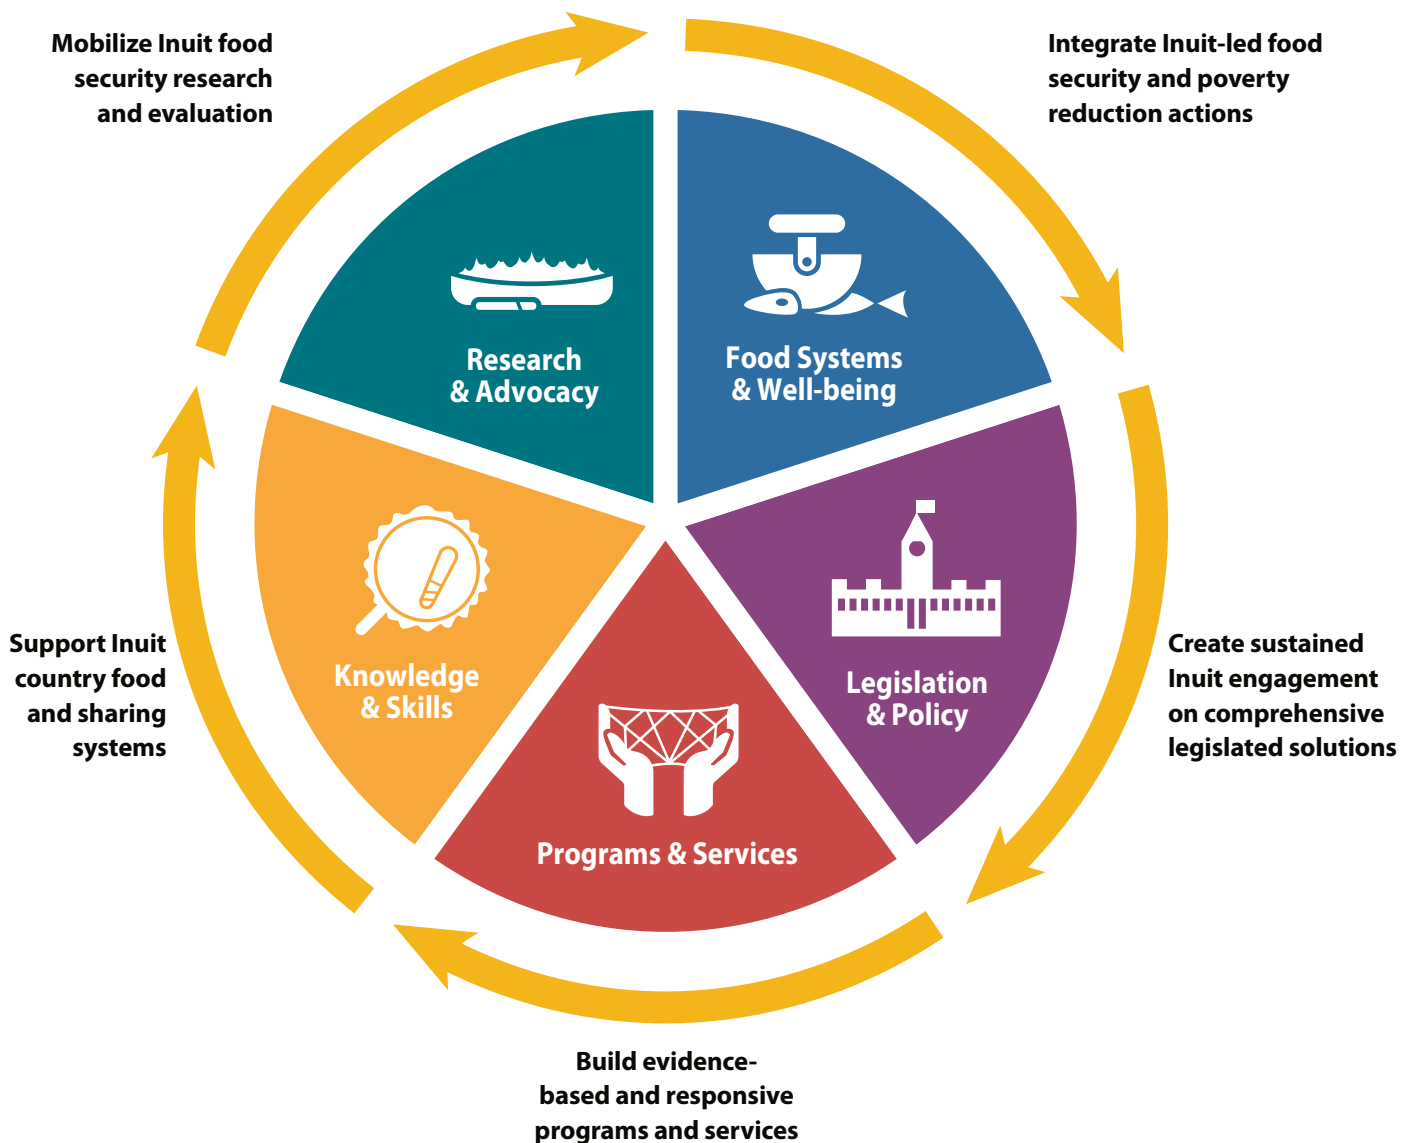 Mobilize Inuit food
security research
and evaluation
Integrate Inuit-led food
security and poverty
reduction actions
Research
& Advocacy
Food Systems
& Well-being
Knowledge
& Skills
Legislation
& Policy
Programs & Services
Support Inuit
country food
and sharing
systems
Create sustained
Inuit engagement
on comprehensive
legislated solutions
Build evidence-
based and responsive
programs and services